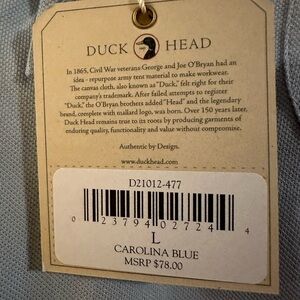 DUCK HEAD
In 1865, Civil War veterans George and Joe O'Bryan had an
idea - repurpose army tent material to make workwear.
The canvas cloth, also known as "Duck," felt right for their
company's trademark. After failed attempts to register
"Duck," the O'Bryan brothers added "Head" and the legendary
brand, complete with mallard logo, was born. Over 150 years later,
Duck Head remains true to its roots by producing garments of
enduring quality, functionality and value without compromise.
Authentic by Design.
www.duckhead.com
D21012-477
0 23794 02724 4
L
CAROLINA BLUE
MSRP $78.00